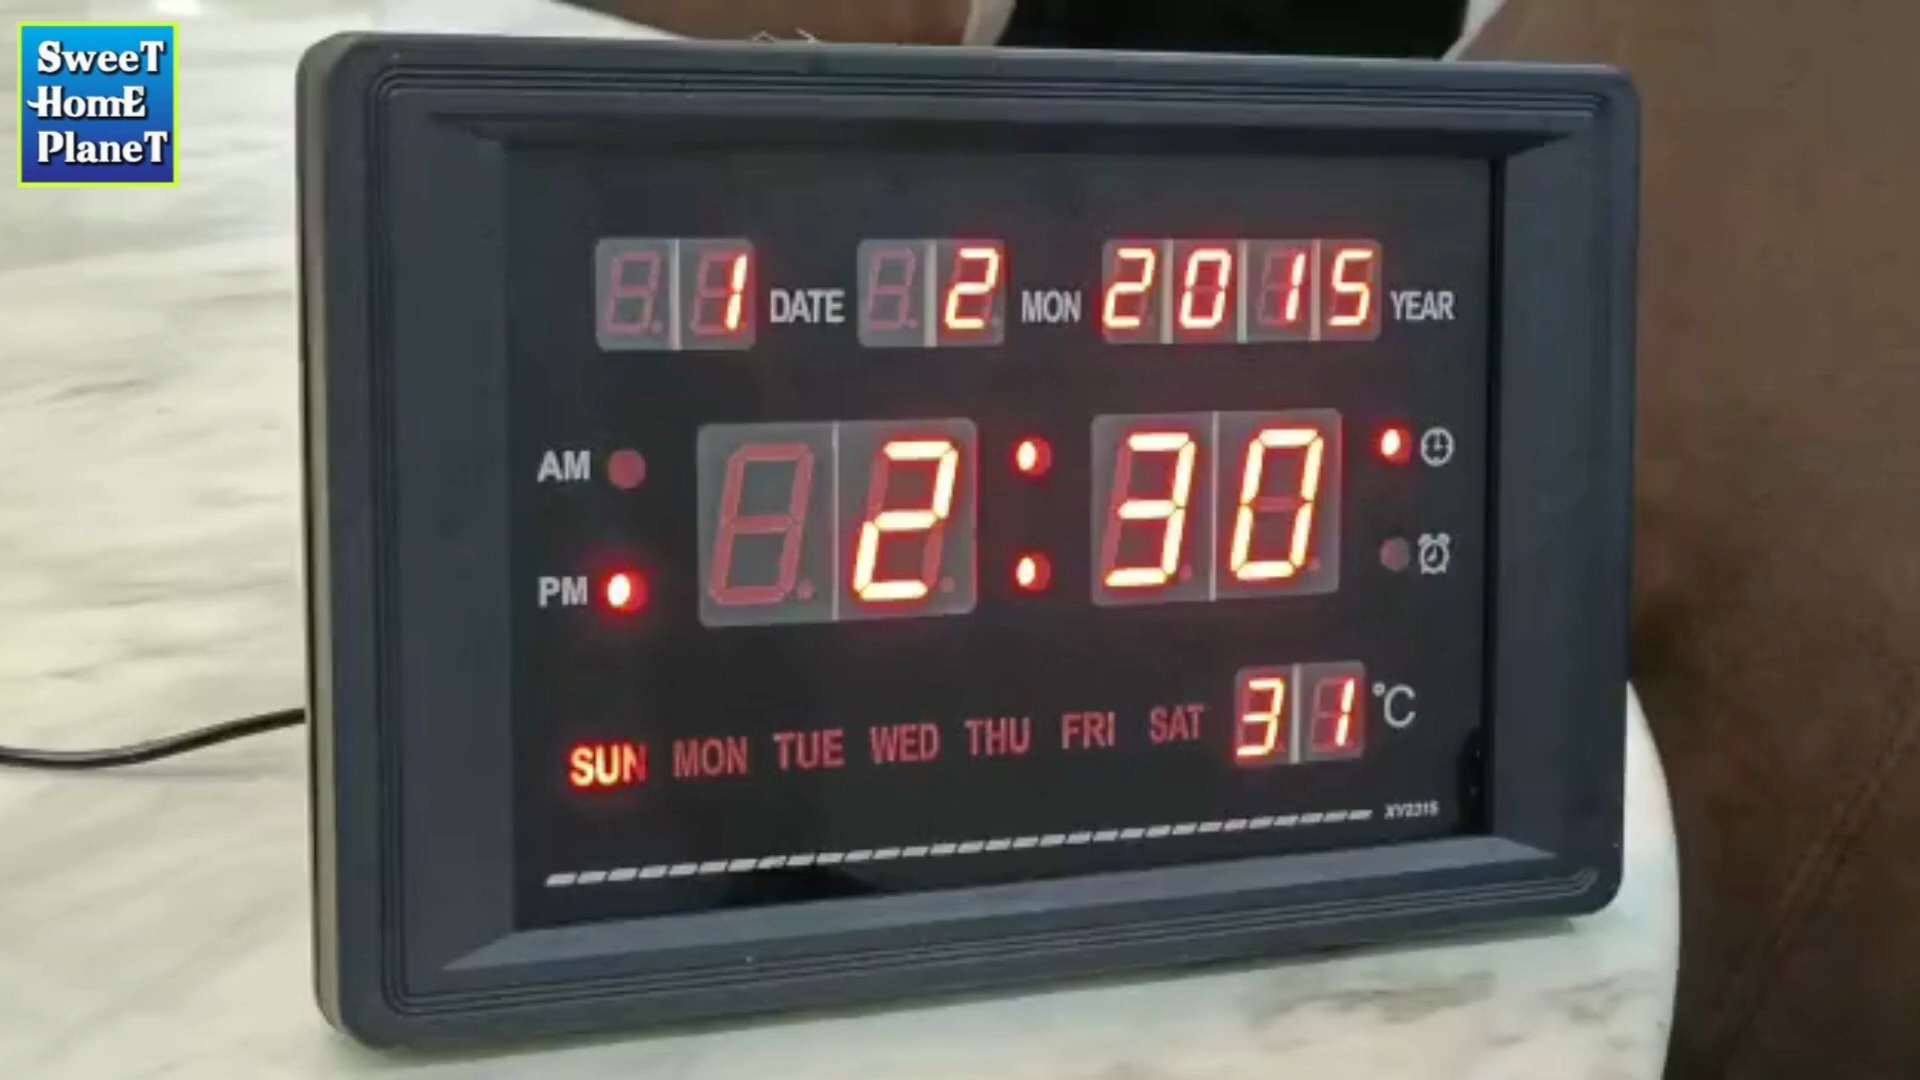 SweeT
HomE
PlaneT
1 DATE 2 MON 2015 YEAR
AM
2:30
PM
SUN MON TUE WED THU FRI SAT 31 °C